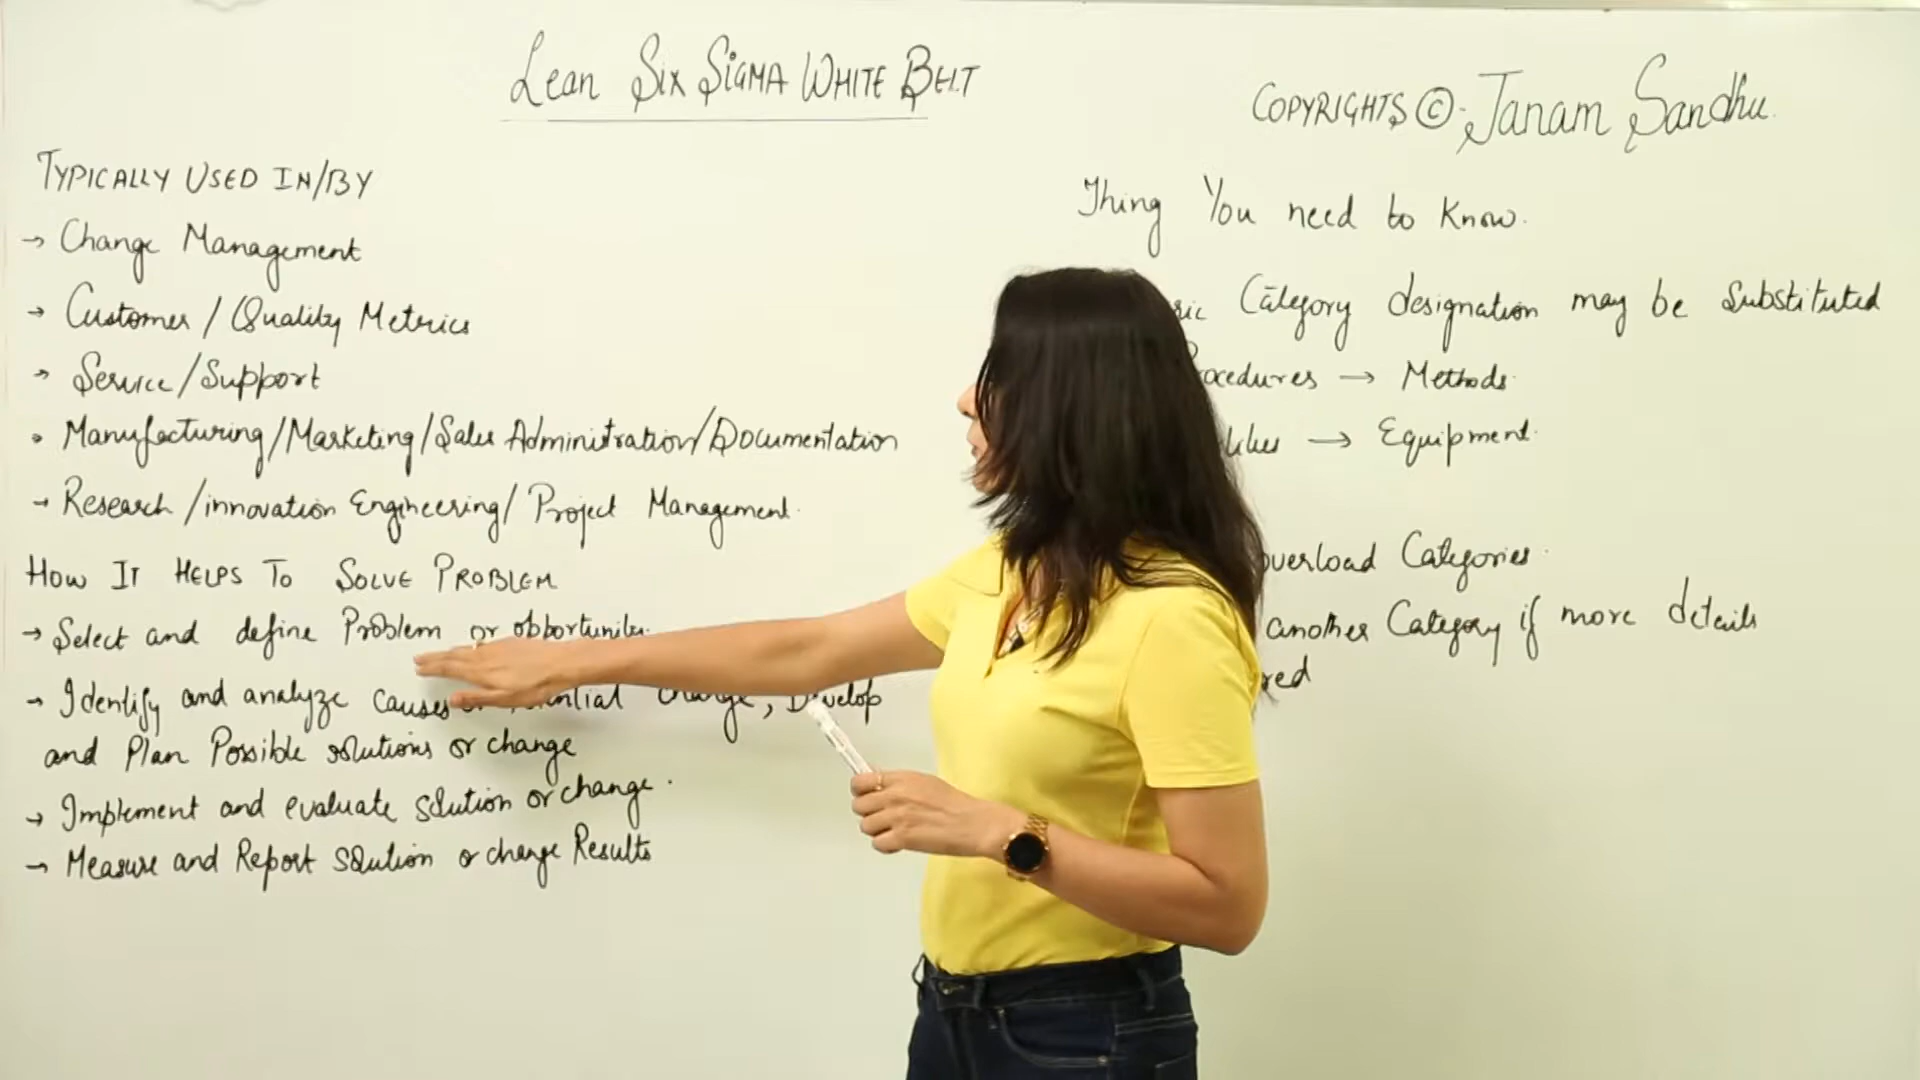 Lean Six Sigma White Belt
COPYRIGHTS © Janam Sandhu
TYPICALLY USED IN/BY
→ Change Management
→ Customer / Quality Metrics
→ Service/Support
• Manufacturing/Marketing/Sales Administration/Documentation
→ Research /innovation Engineering/ Project Management
HOW IT HELPS TO SOLVE PROBLEM
→ Select and define Problem or opportunity
→ Identify and analyze causes change, Develop
and Plan Possible solutions or change
→ Implement and evaluate solution or change
→ Measure and Report solution or change Results
Thing You need to Know.
Category designation may be Substituted
→ Methods
→ Equipment
overload Categories
another Category if more details